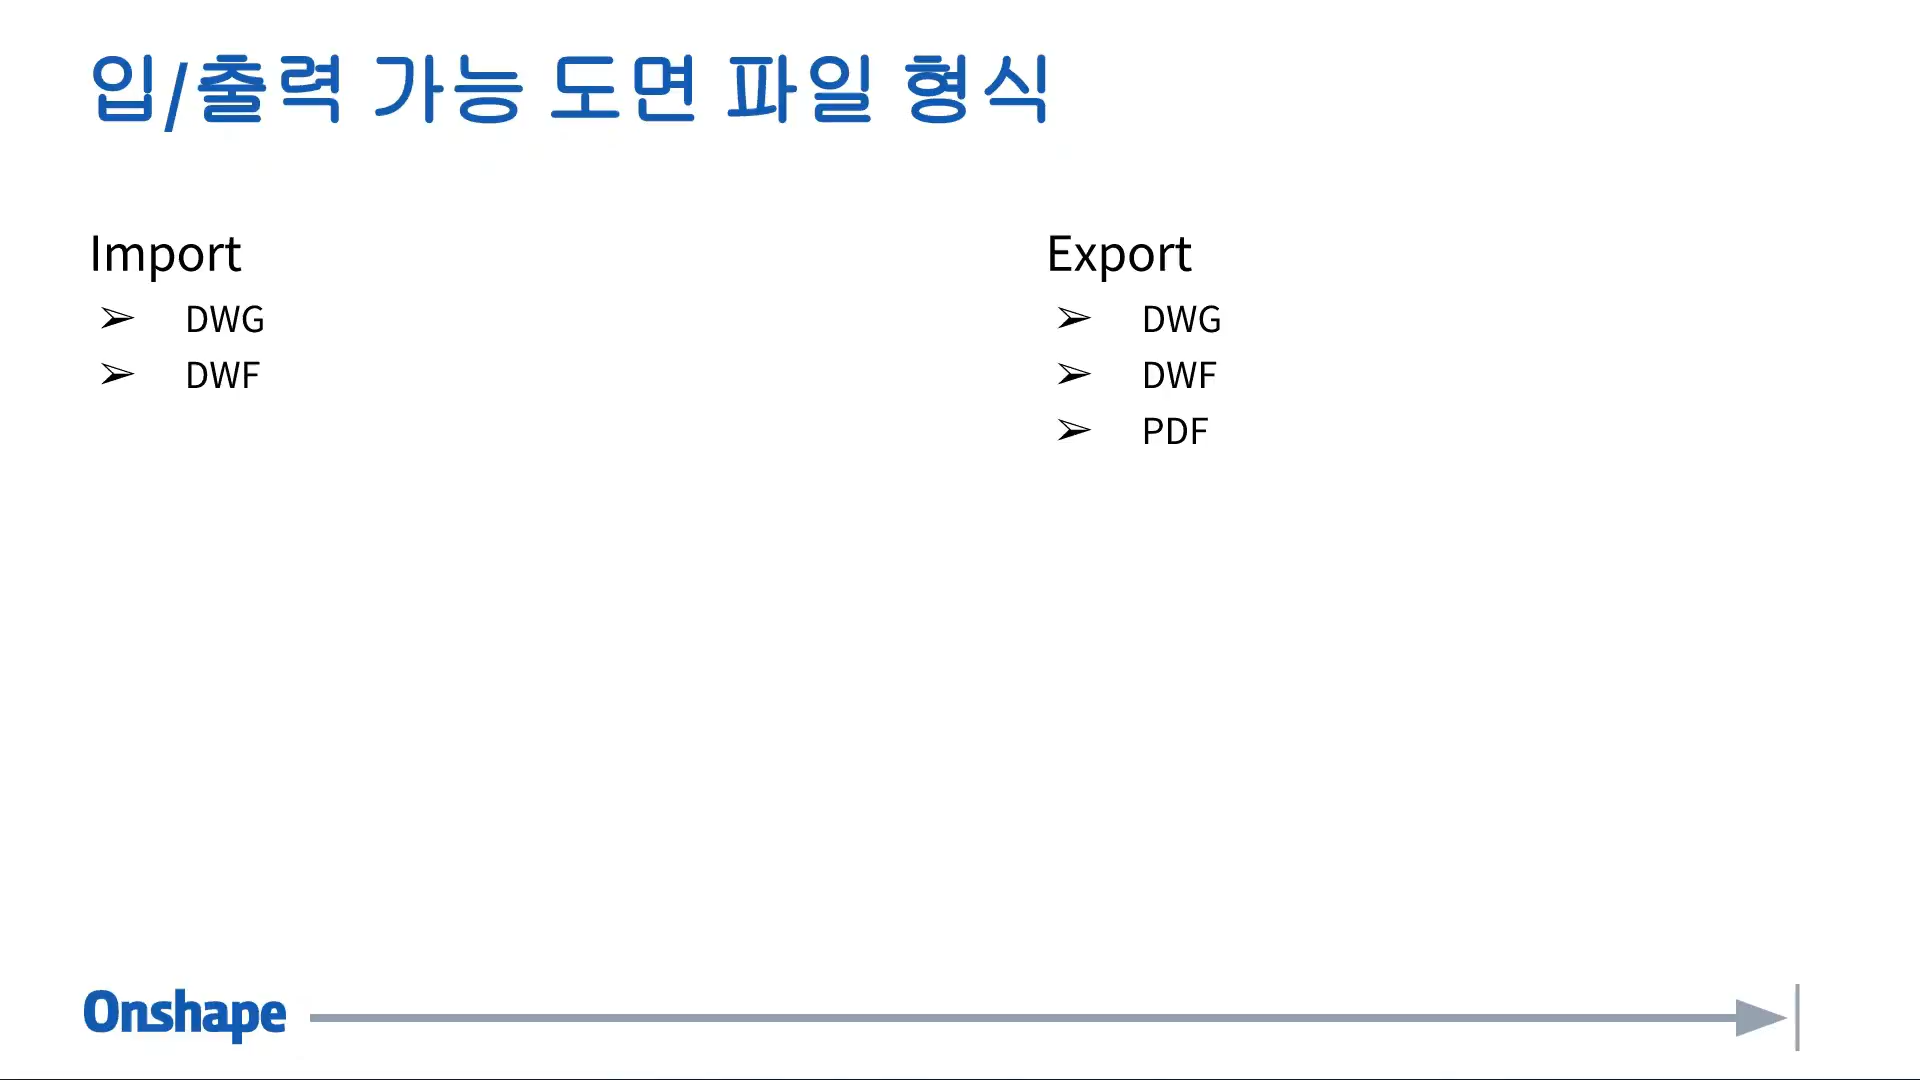 입/출력 가능 도면 파일 형식
Import
➢ DWG
➢ DWF
Export
➢ DWG
➢ DWF
➢ PDF
Onshape